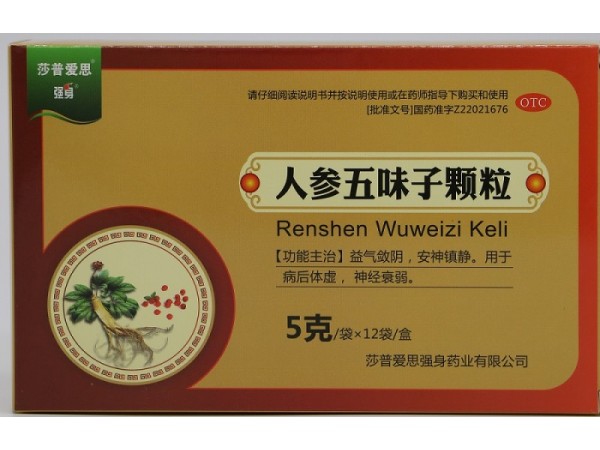 莎普爱思
强身
请仔细阅读说明书并按说明使用或在药师指导下购买和使用
[批准文号]国药准字Z22021676
OTC
人参五味子颗粒
Renshen Wuweizi Keli
【功能主治】益气敛阴，安神镇静。用于
病后体虚，神经衰弱。
5克/袋×12袋/盒
莎普爱思强身药业有限公司